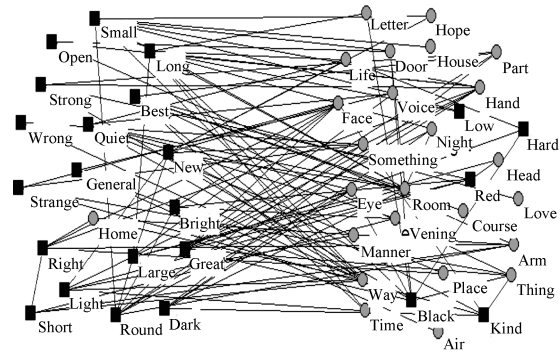 Small
Letter
Hope
Open
Long
Life
Door
House
Part
Strong
Best
Voice
Hand
Face
Low
Wrong
Quiet
Night
Hard
New
Something
General
Head
Strange
Bright
Eye
Room
Red
Love
Home
Vening
Course
Right
Large
Great
Manner
Arm
Light
Way
Place
Thing
Short
Round
Dark
Time
Black
Kind
Air